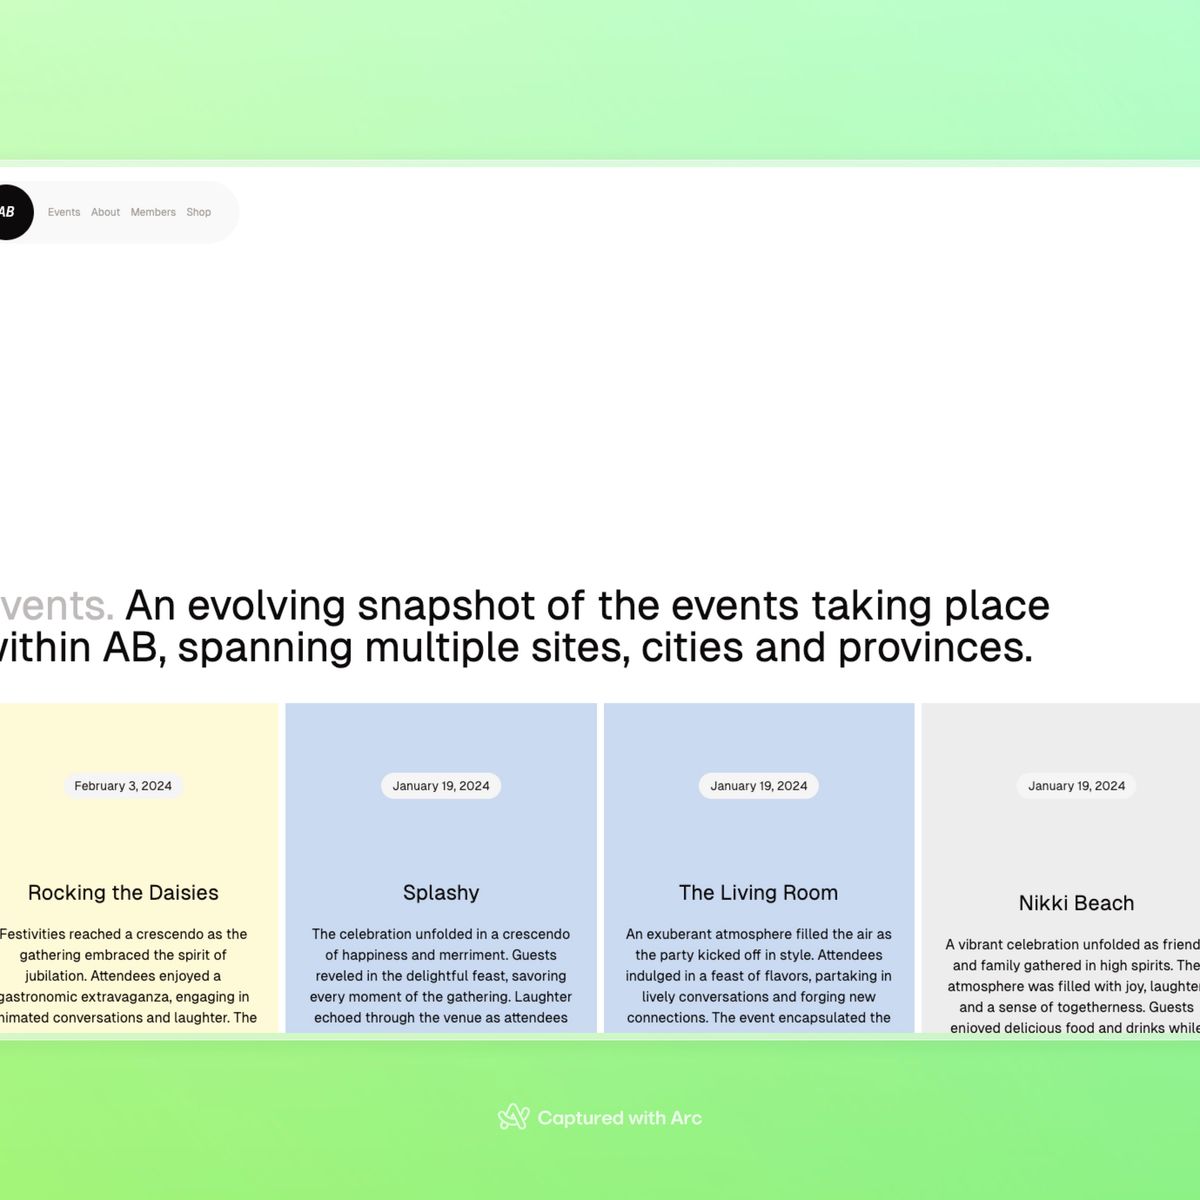 AB
Events About Members Shop
vents. An evolving snapshot of the events taking place
within AB, spanning multiple sites, cities and provinces.
February 3, 2024
Rocking the Daisies
Festivities reached a crescendo as the
gathering embraced the spirit of
jubilation. Attendees enjoyed a
gastronomic extravaganza, engaging in
nimated conversations and laughter. The
January 19, 2024
Splashy
The celebration unfolded in a crescendo
of happiness and merriment. Guests
reveled in the delightful feast, savoring
every moment of the gathering. Laughter
echoed through the venue as attendees
January 19, 2024
The Living Room
An exuberant atmosphere filled the air as
the party kicked off in style. Attendees
indulged in a feast of flavors, partaking in
lively conversations and forging new
connections. The event encapsulated the
January 19, 2024
Nikki Beach
A vibrant celebration unfolded as friend
and family gathered in high spirits. The
atmosphere was filled with joy, laughter
and a sense of togetherness. Guests
enjoyed delicious food and drinks while
Captured with Arc